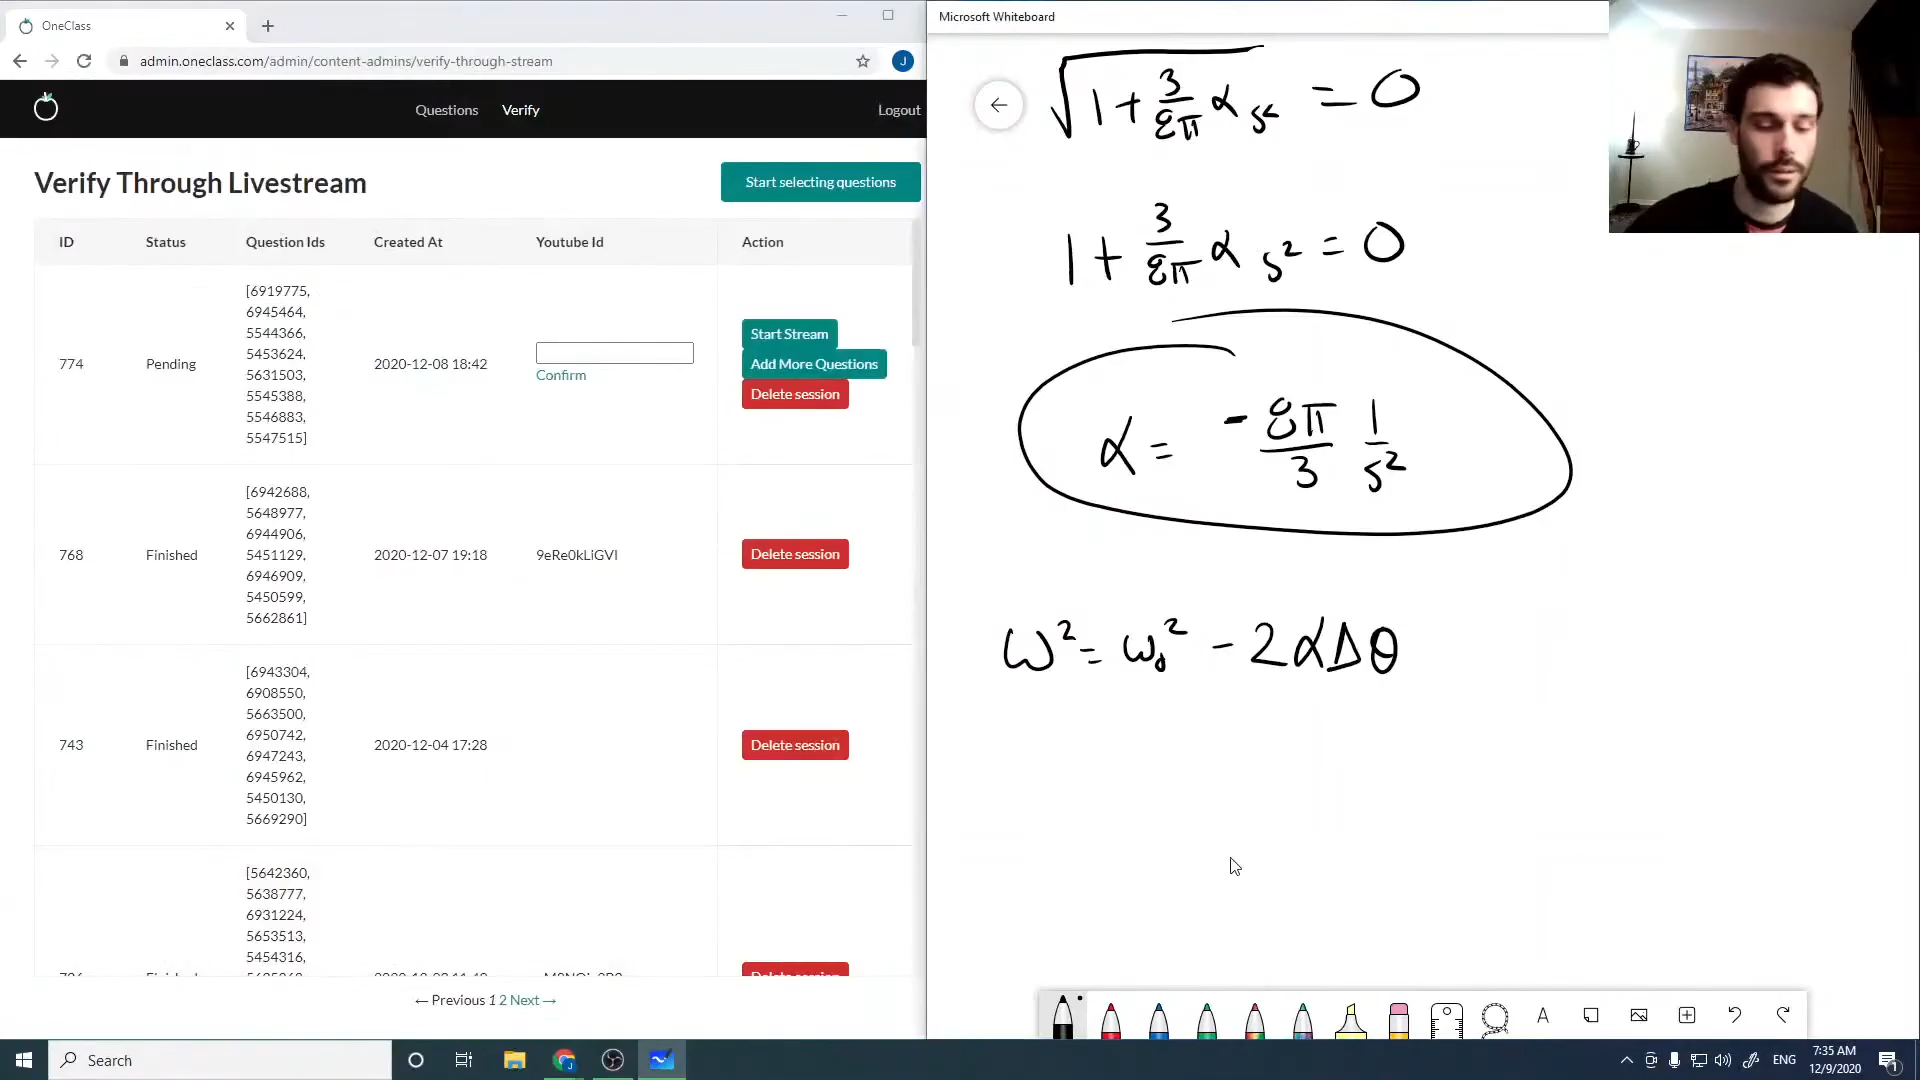 OneClass
admin.oneclass.com/admin/content-admins/verify-through-stream
J
Questions Verify Logout
Verify Through Livestream
Start selecting questions
ID Status Question Ids Created At Youtube Id Action
774 Pending [6919775, 6945464, 5544366, 5453624, 5631503, 5545388, 5546883, 5547515] 2020-12-08 18:42 Confirm Start Stream Add More Questions Delete session
768 Finished [6942688, 5648977, 6944906, 5451129, 6946909, 5450599, 5662861] 2020-12-07 19:18 9eRe0kLiGVI Delete session
743 Finished [6943304, 6908550, 5663500, 6950742, 6947243, 6945962, 5450130, 5669290] 2020-12-04 17:28 Delete session
[5642360, 5638777, 6931224, 5653513, 5454316, Delete session
← Previous 1 2 Next →
Microsoft Whiteboard
√(1 + 3/8π α s²) = 0
1 + 3/8π α s² = 0
α = -8π/3 1/s²
ω² = ω₀² - 2αΔθ
A
Search
J
ENG
7:35 AM
12/9/2020
1